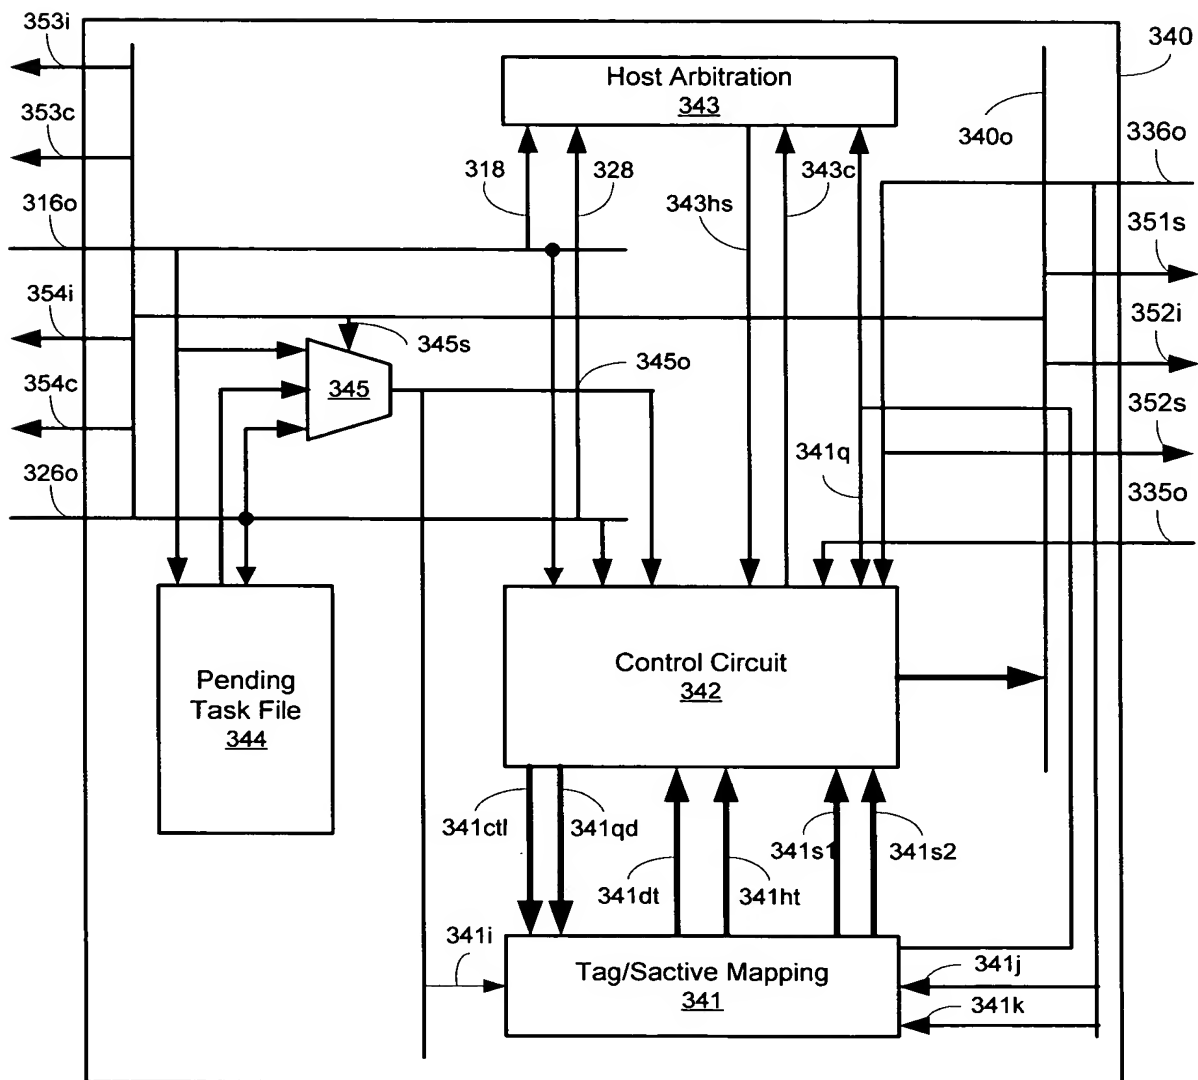 353i
340
Host Arbitration
343
353c
340o
336o
318
328
343c
316o
343hs
351s
354i
352i
345s
345o
354c
345
352s
341q
326o
335o
Control Circuit
342
Pending
Task File
344
341ctl
341qd
341s1
341s2
341dt
341ht
341i
Tag/Sactive Mapping
341
341j
341k